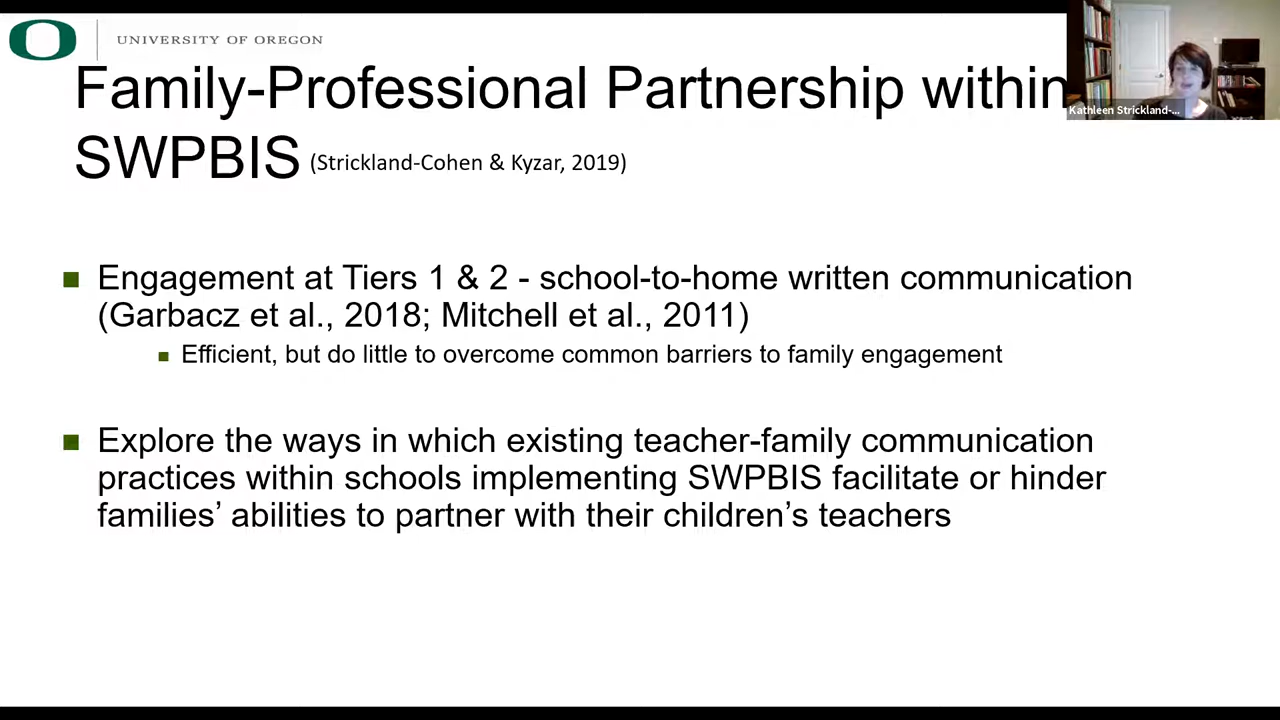 UNIVERSITY OF OREGON
Family-Professional Partnership within
SWPBIS (Strickland-Cohen & Kyzar, 2019)
Kathleen Strickland-...
Engagement at Tiers 1 & 2 - school-to-home written communication
(Garbacz et al., 2018; Mitchell et al., 2011)
Efficient, but do little to overcome common barriers to family engagement
Explore the ways in which existing teacher-family communication
practices within schools implementing SWPBIS facilitate or hinder
families’ abilities to partner with their children’s teachers